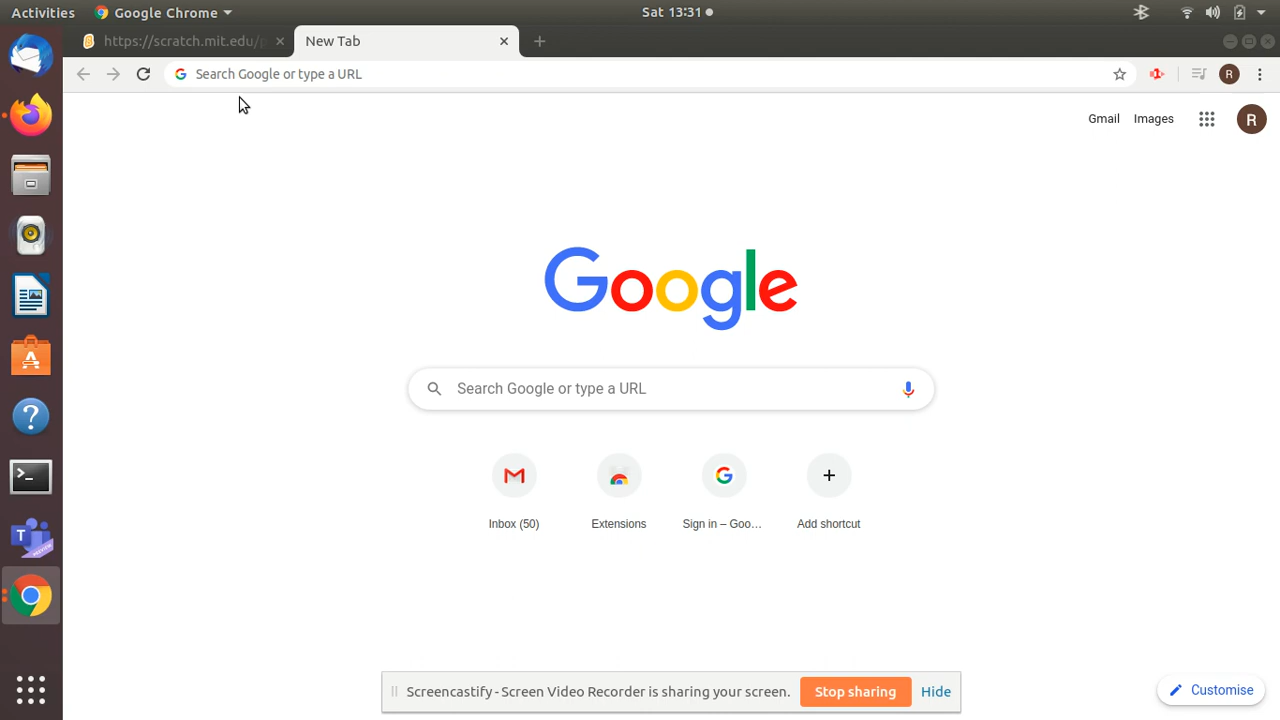 Activities Google Chrome Sat 13:31
https://scratch.mit.edu/p New Tab
Search Google or type a URL R
Gmail Images R
Google
Search Google or type a URL
Inbox (50) Extensions Sign in – Goo... Add shortcut
Screencastify - Screen Video Recorder is sharing your screen. Stop sharing Hide
Customise